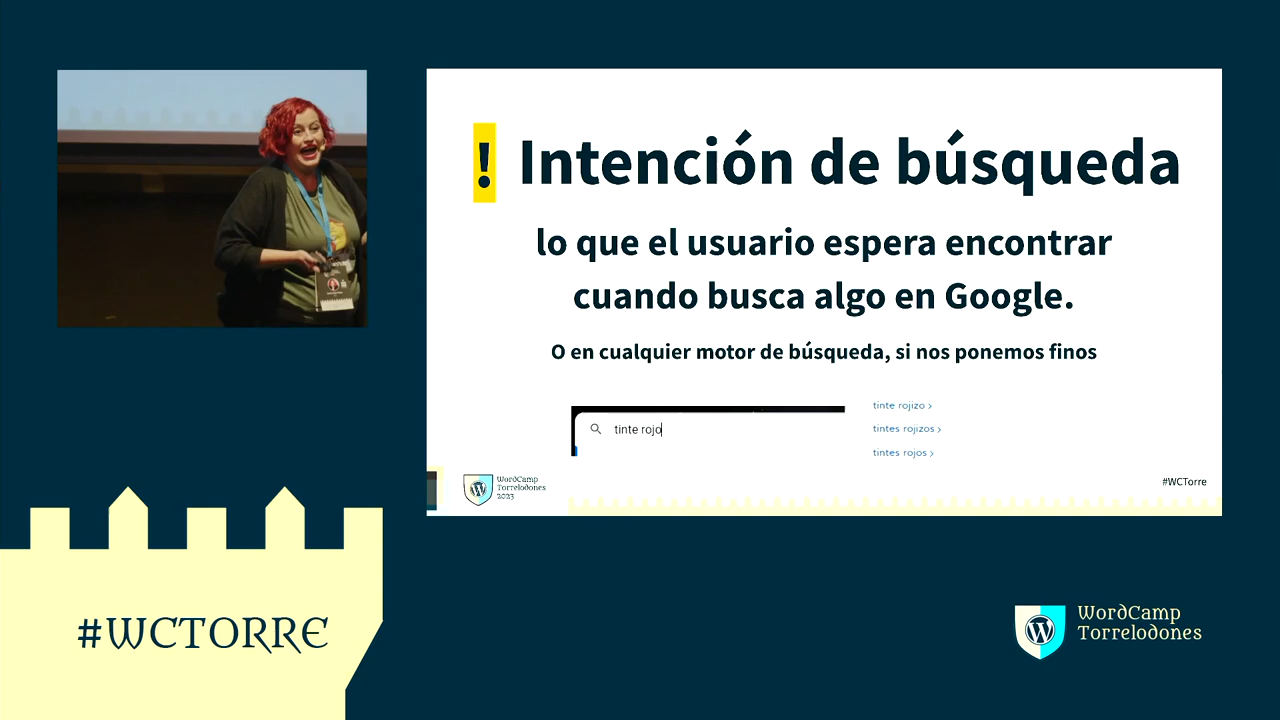 ! Intención de búsqueda
lo que el usuario espera encontrar
cuando busca algo en Google.
O en cualquier motor de búsqueda, si nos ponemos finos
tinte rojo
tinte rojizo ›
tintes rojizos ›
tintes rojos ›
WordCamp
Torrelodones
2023
#WCTorre
#WCTORRE
WordCamp
Torrelodones